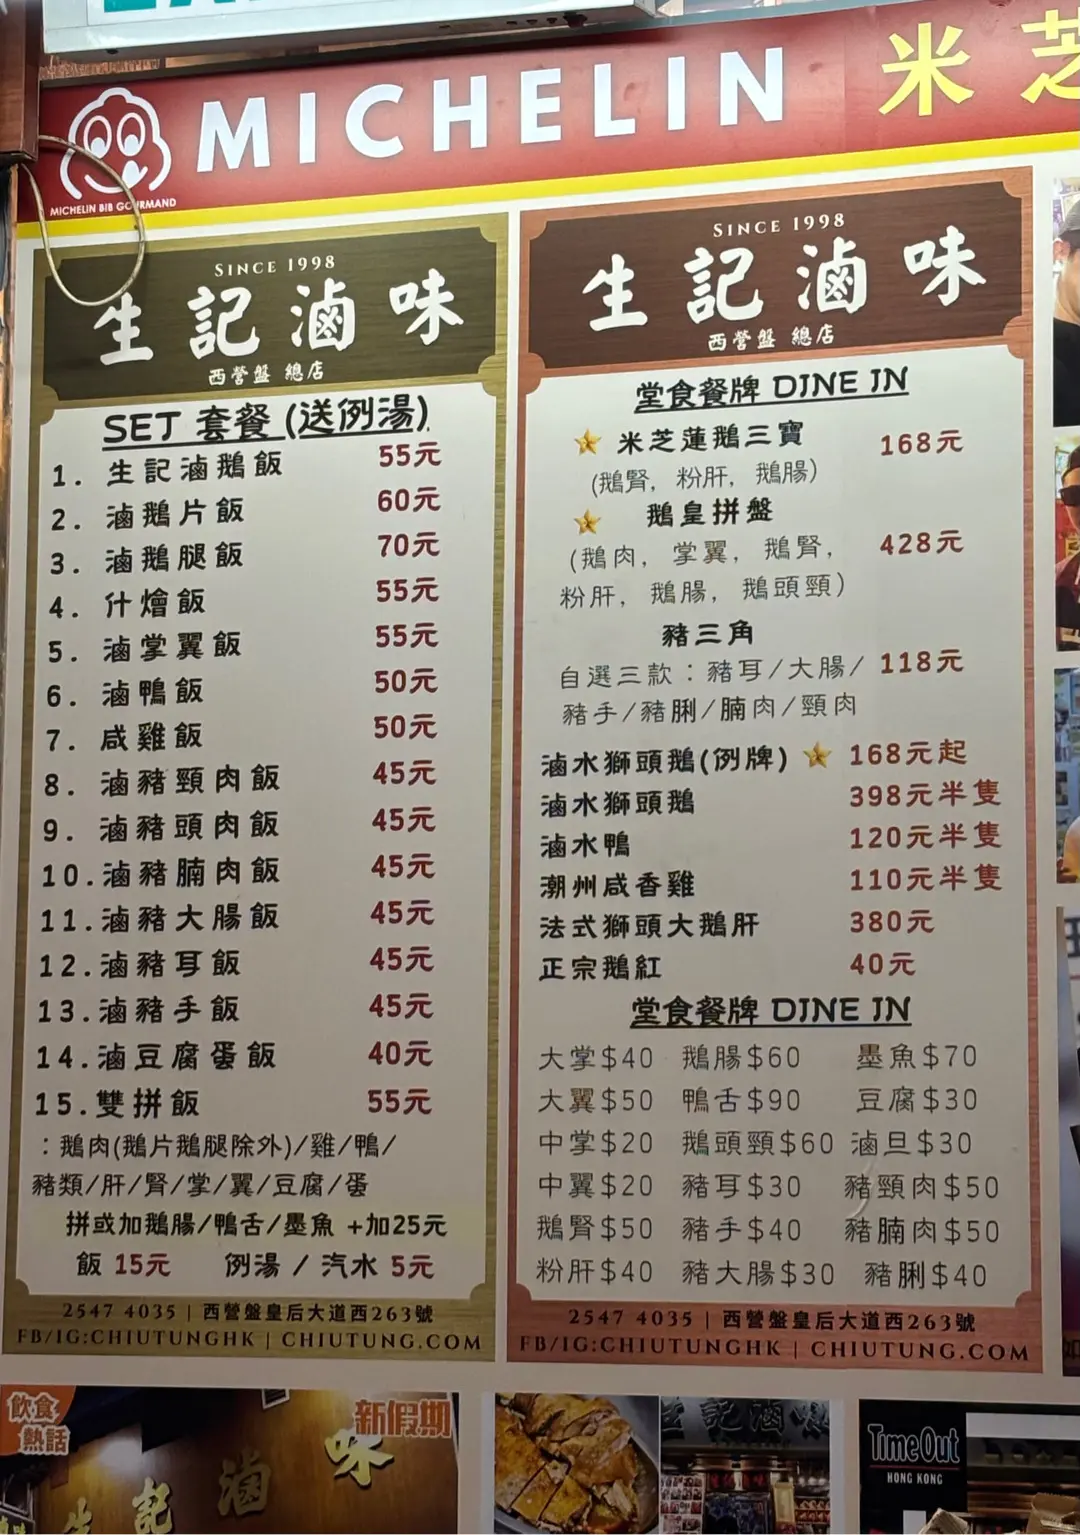 MICHELIN 米芝
MICHELIN BIB GOURMAND
SINCE 1998
生記滷味
西營盤 總店
SET 套餐 (送例湯)
1. 生記滷鵝飯 55元
2. 滷鵝片飯 60元
3. 滷鵝腿飯 70元
4. 什燴飯 55元
5. 滷掌翼飯 55元
6. 滷鴨飯 50元
7. 咸雞飯 50元
8. 滷豬頸肉飯 45元
9. 滷豬頭肉飯 45元
10.滷豬腩肉飯 45元
11.滷豬大腸飯 45元
12.滷豬耳飯 45元
13.滷豬手飯 45元
14.滷豆腐蛋飯 40元
15.雙拼飯 55元
：鵝肉(鵝片鵝腿除外)/雞/鴨/
豬類/肝/腎/掌/翼/豆腐/蛋
拼或加鵝腸/鴨舌/墨魚 +加25元
飯 15元 例湯 / 汽水 5元
2547 4035 | 西營盤皇后大道西263號
FB/IG:CHIUTUNGHK | CHIUTUNG.COM
SINCE 1998
生記滷味
西營盤 總店
堂食餐牌 DINE IN
米芝蓮鵝三寶 168元
(鵝腎, 粉肝, 鵝腸)
鵝皇拼盤
(鵝肉, 掌翼, 鵝腎, 428元
粉肝, 鵝腸, 鵝頭頸)
豬三角
自選三款：豬耳/大腸/ 118元
豬手/豬脷/腩肉/頸肉
滷水獅頭鵝(例牌) 168元起
滷水獅頭鵝 398元半隻
滷水鴨 120元半隻
潮州咸香雞 110元半隻
法式獅頭大鵝肝 380元
正宗鵝紅 40元
堂食餐牌 DINE IN
大掌$40 鵝腸$60 墨魚$70
大翼$50 鴨舌$90 豆腐$30
中掌$20 鵝頭頸$60 滷旦$30
中翼$20 豬耳$30 豬頸肉$50
鵝腎$50 豬手$40 豬腩肉$50
粉肝$40 豬大腸$30 豬脷$40
2547 4035 | 西營盤皇后大道西263號
FB/IG:CHIUTUNGHK | CHIUTUNG.COM
飲食
熱話
新假期
生記滷味
生記滷味
TimeOut
HONG KONG